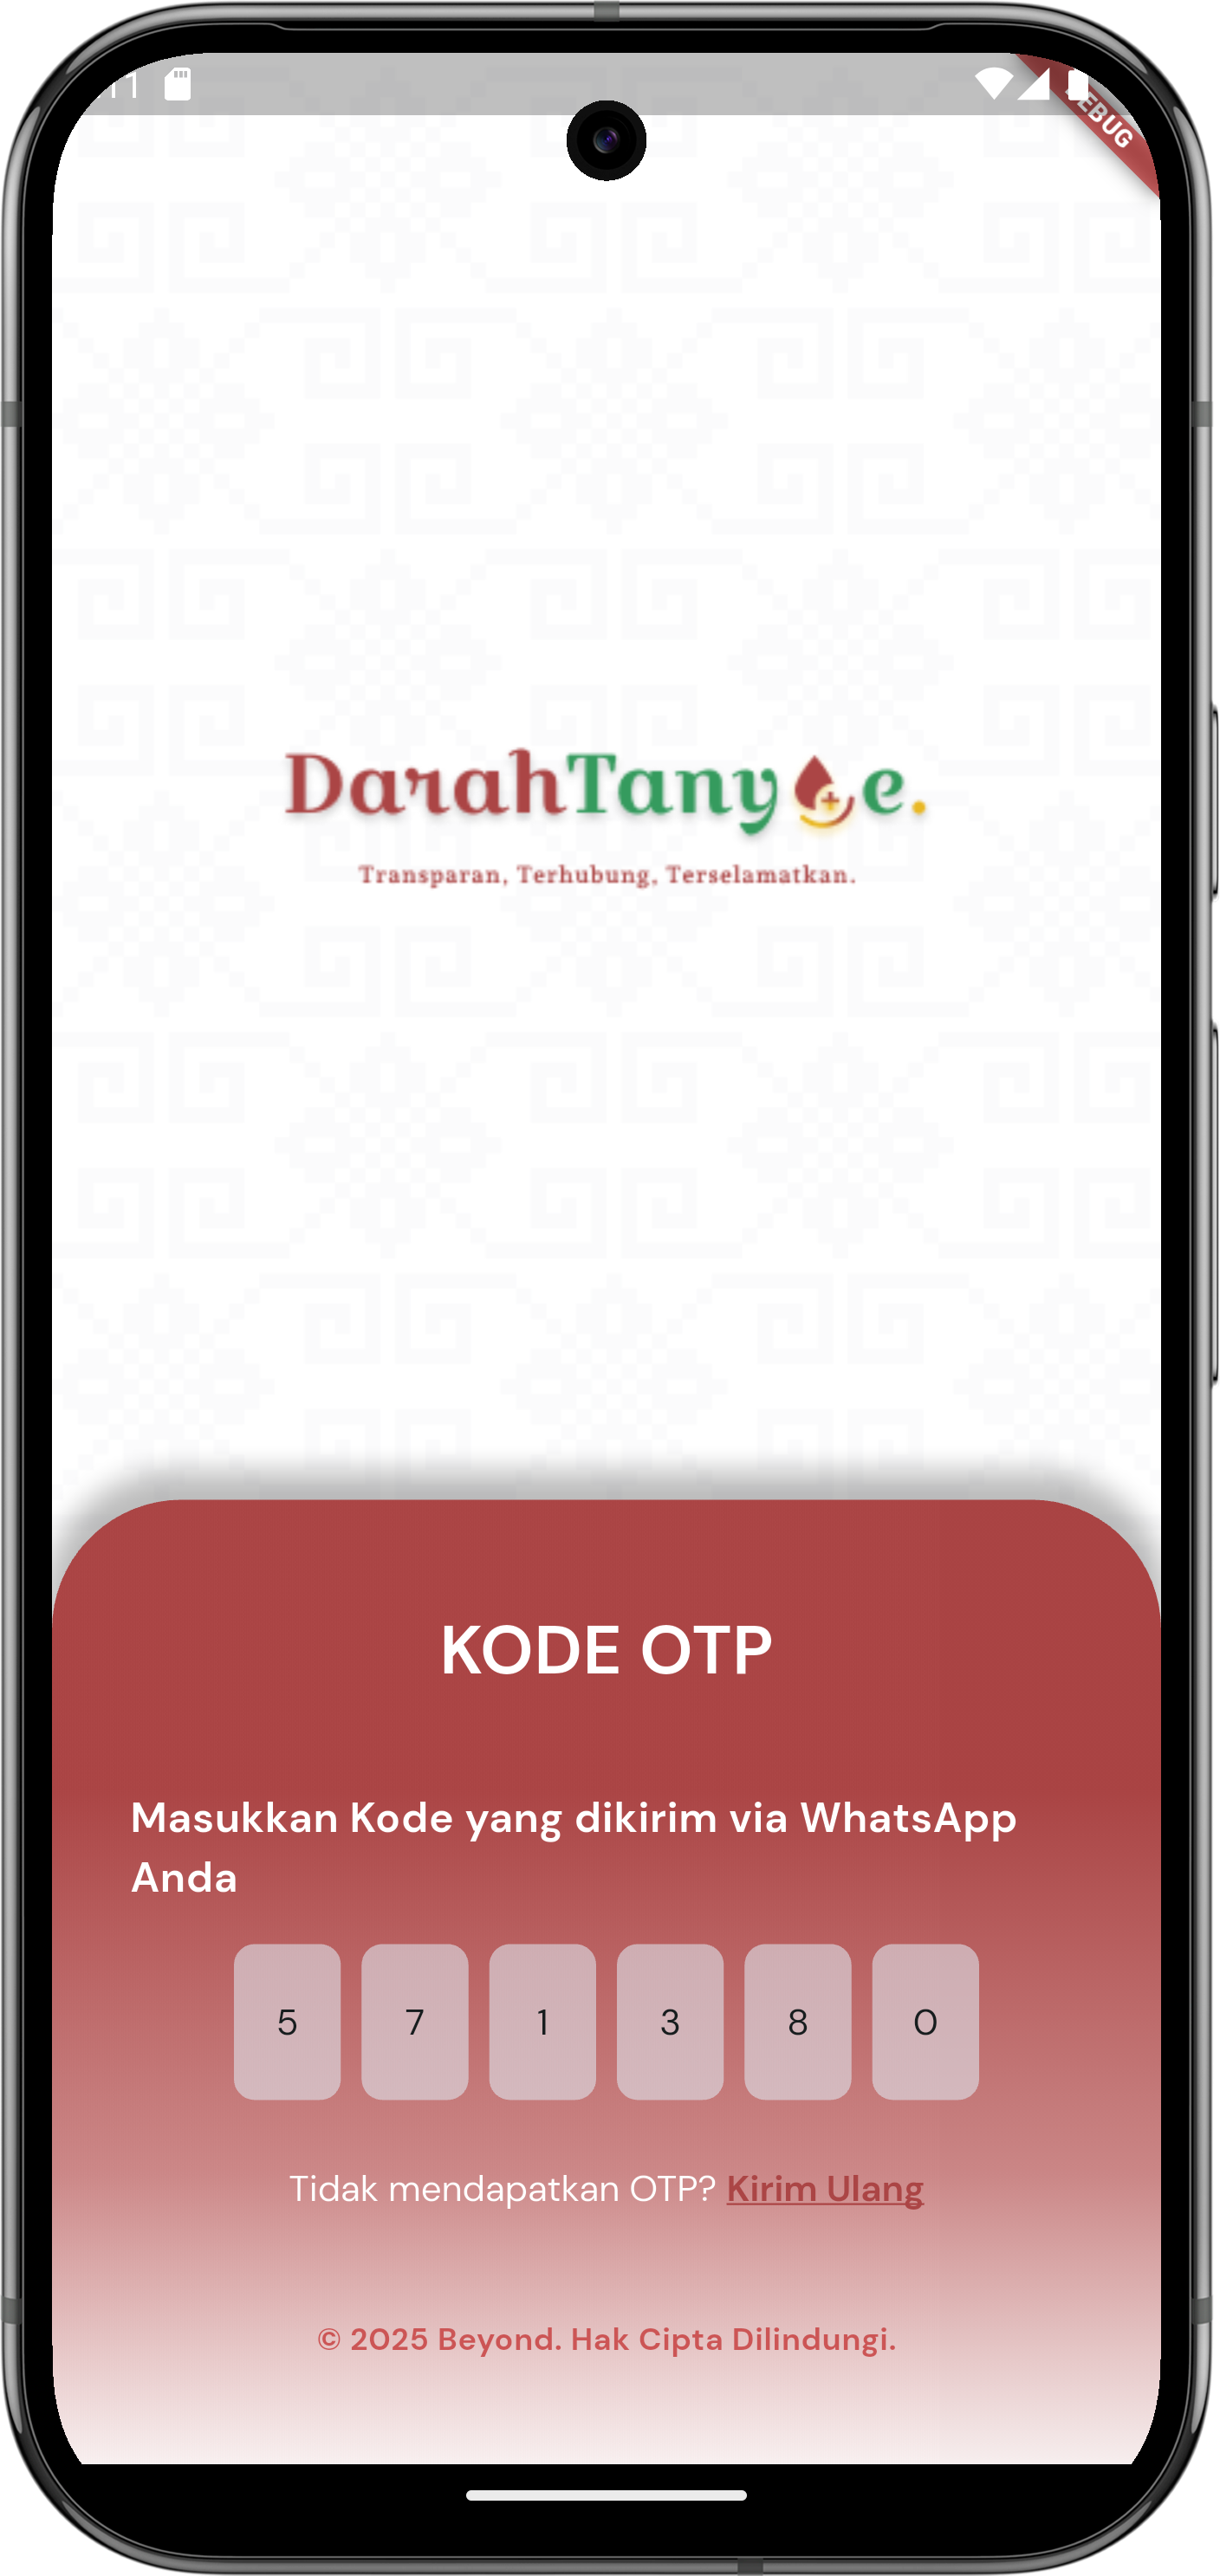 EBUG
DarahTanyoe.
Transparan, Terhubung, Terselamatkan.
KODE OTP
Masukkan Kode yang dikirim via WhatsApp
Anda
5 7 1 3 8 0
Tidak mendapatkan OTP? Kirim Ulang
© 2025 Beyond. Hak Cipta Dilindungi.